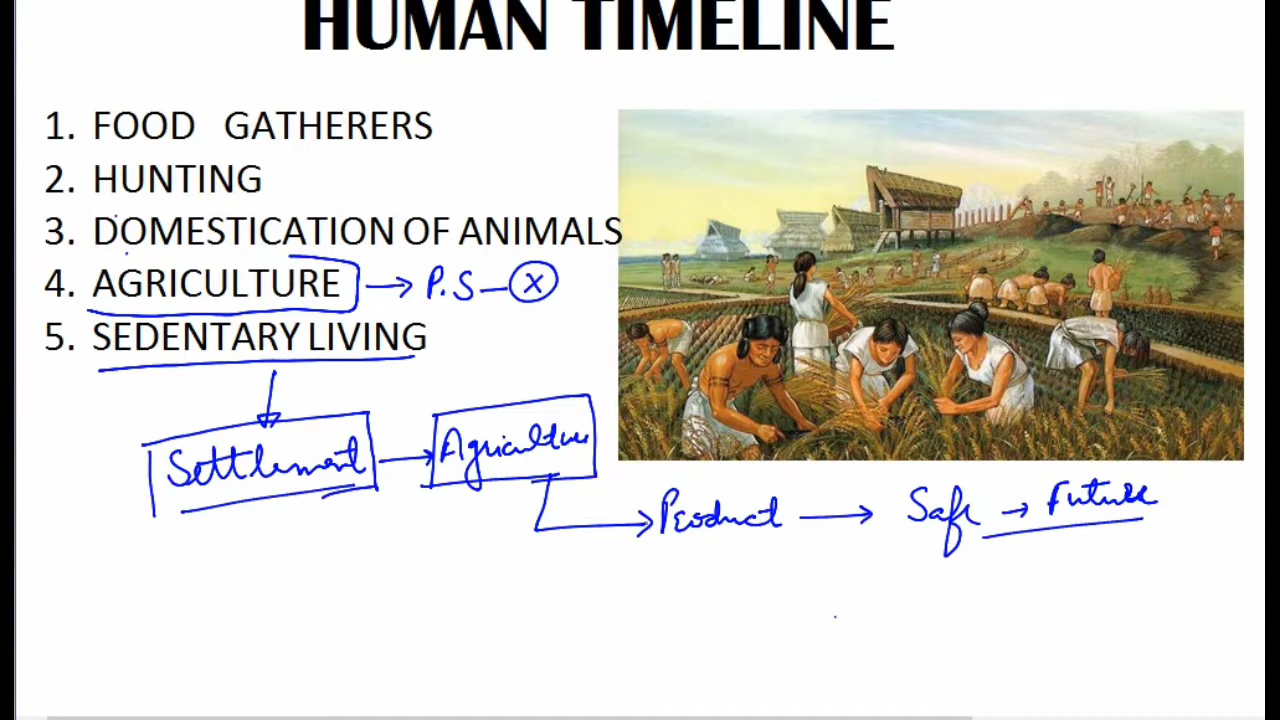 HUMAN TIMELINE
1. FOOD GATHERERS
2. HUNTING
3. DOMESTICATION OF ANIMALS
4. AGRICULTURE → P.S – X
5. SEDENTARY LIVING
Settlement → Agriculture
Product → Safe → Future